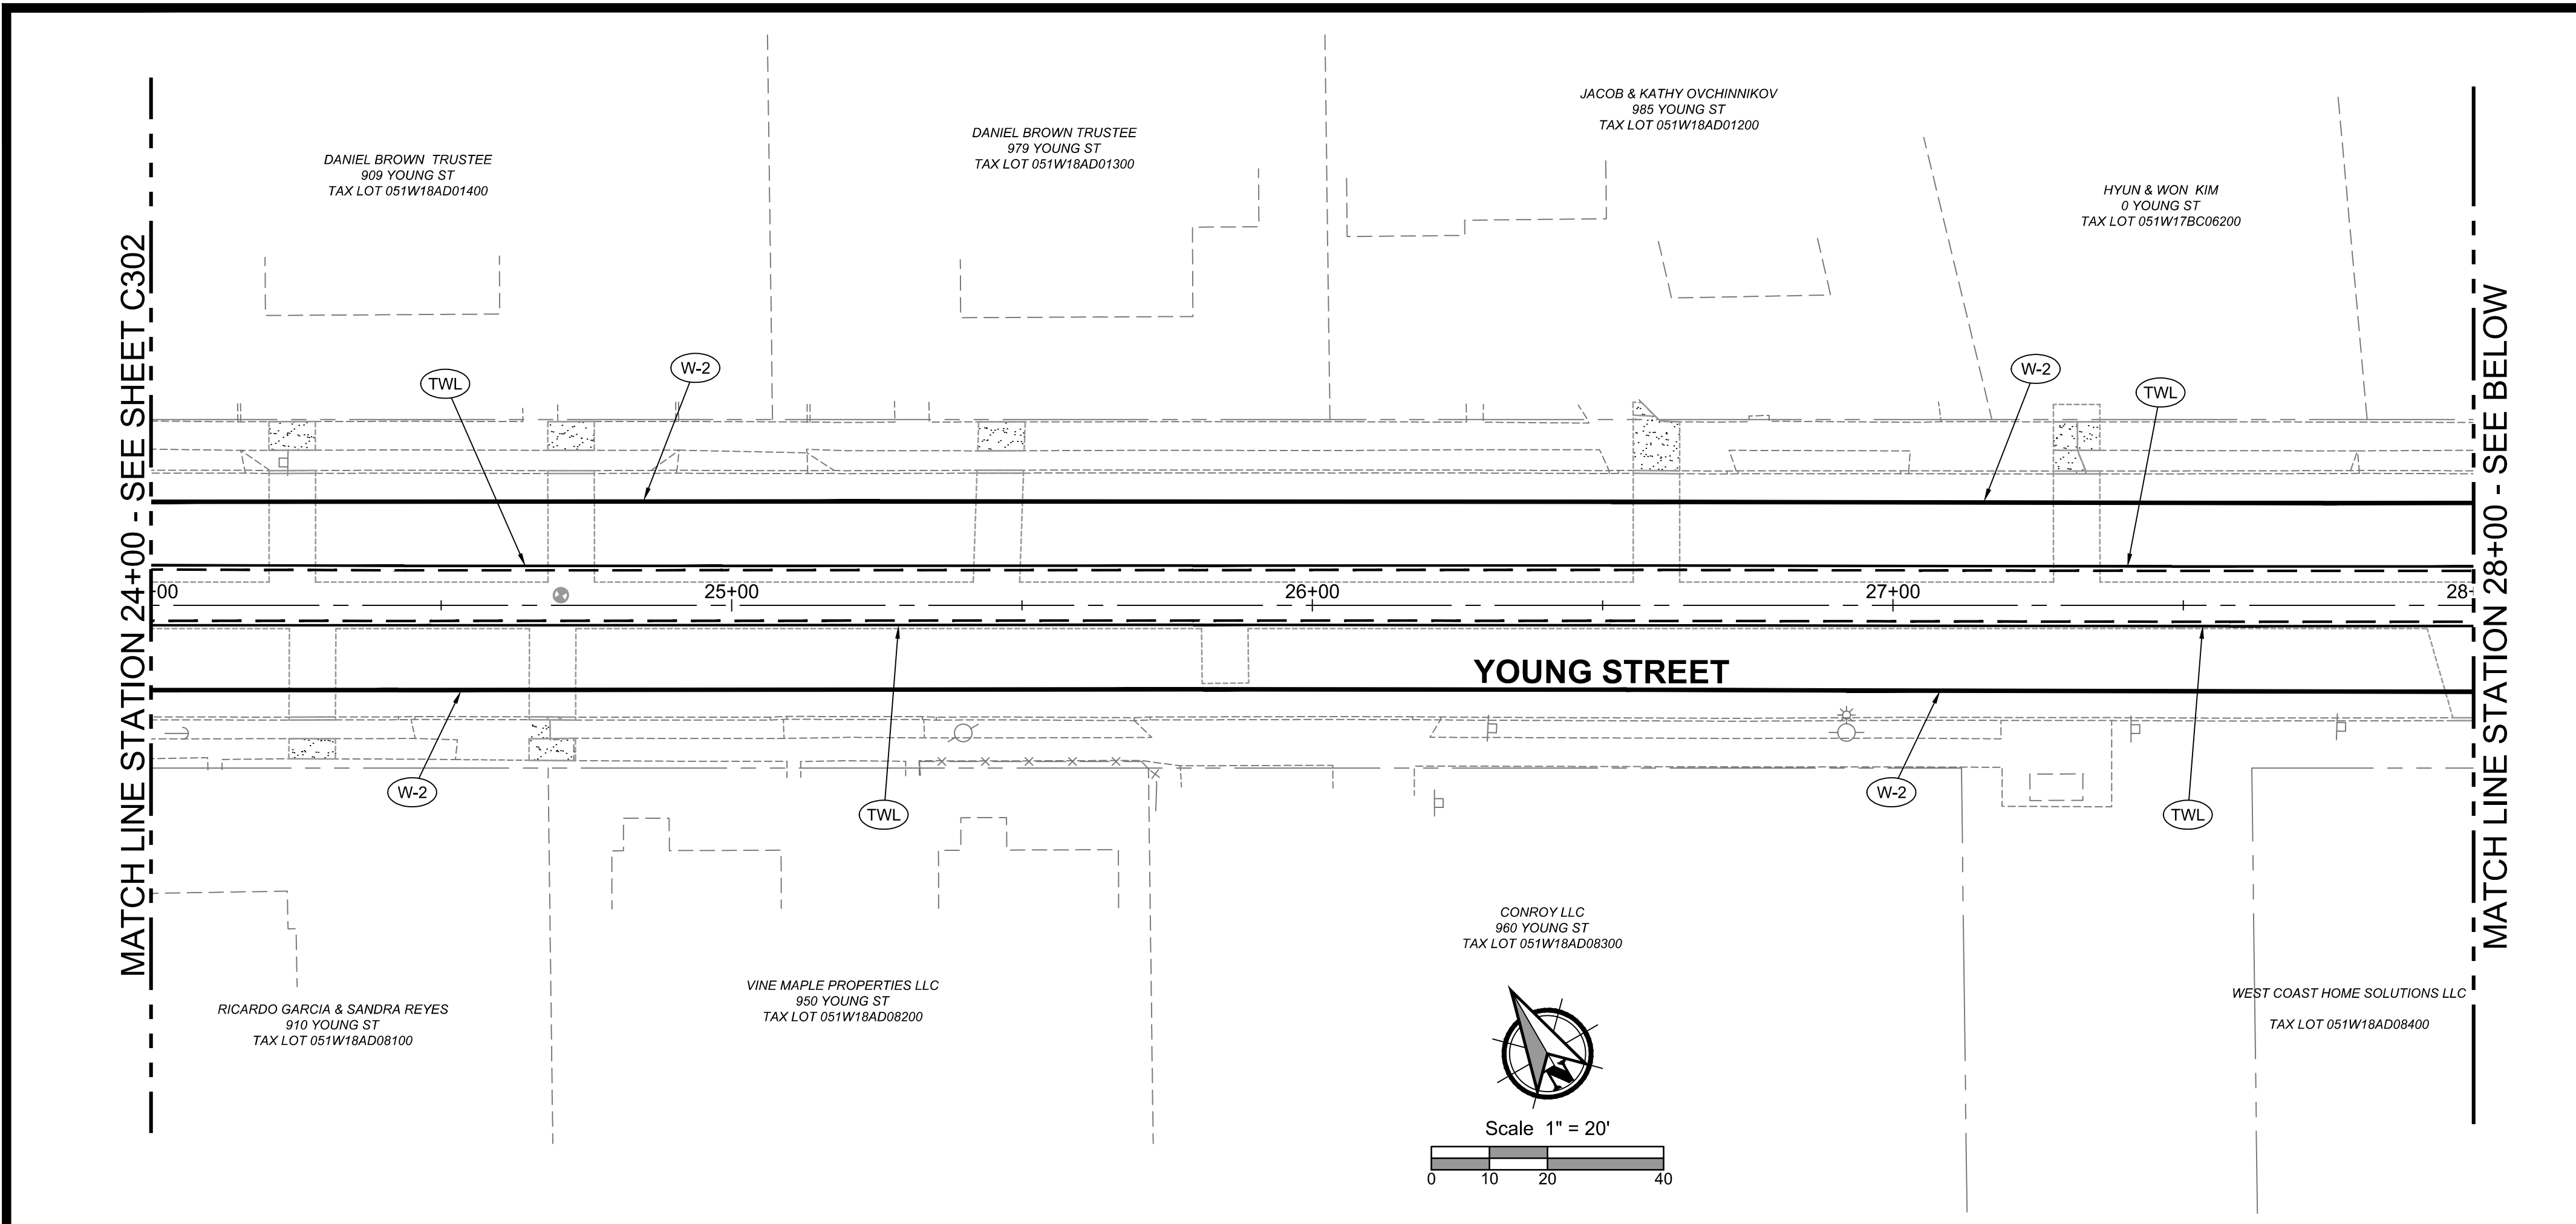 JACOB & KATHY OVCHINNIKOV
985 YOUNG ST
TAX LOT 051W18AD01200
DANIEL BROWN TRUSTEE
979 YOUNG ST
TAX LOT 051W18AD01300
DANIEL BROWN  TRUSTEE
909 YOUNG ST
TAX LOT 051W18AD01400
HYUN & WON  KIM
0 YOUNG ST
TAX LOT 051W17BC06200
MATCH LINE STATION 24+00 - SEE SHEET C302
MATCH LINE STATION 28+00 - SEE BELOW
TWL
W-2
W-2
TWL
+00
25+00
26+00
27+00
28+
YOUNG STREET
W-2
TWL
W-2
TWL
CONROY LLC
960 YOUNG ST
TAX LOT 051W18AD08300
VINE MAPLE PROPERTIES LLC
950 YOUNG ST
TAX LOT 051W18AD08200
RICARDO GARCIA & SANDRA REYES
910 YOUNG ST
TAX LOT 051W18AD08100
WEST COAST HOME SOLUTIONS LLC
TAX LOT 051W18AD08400
N
Scale  1" = 20'
0 10 20 40